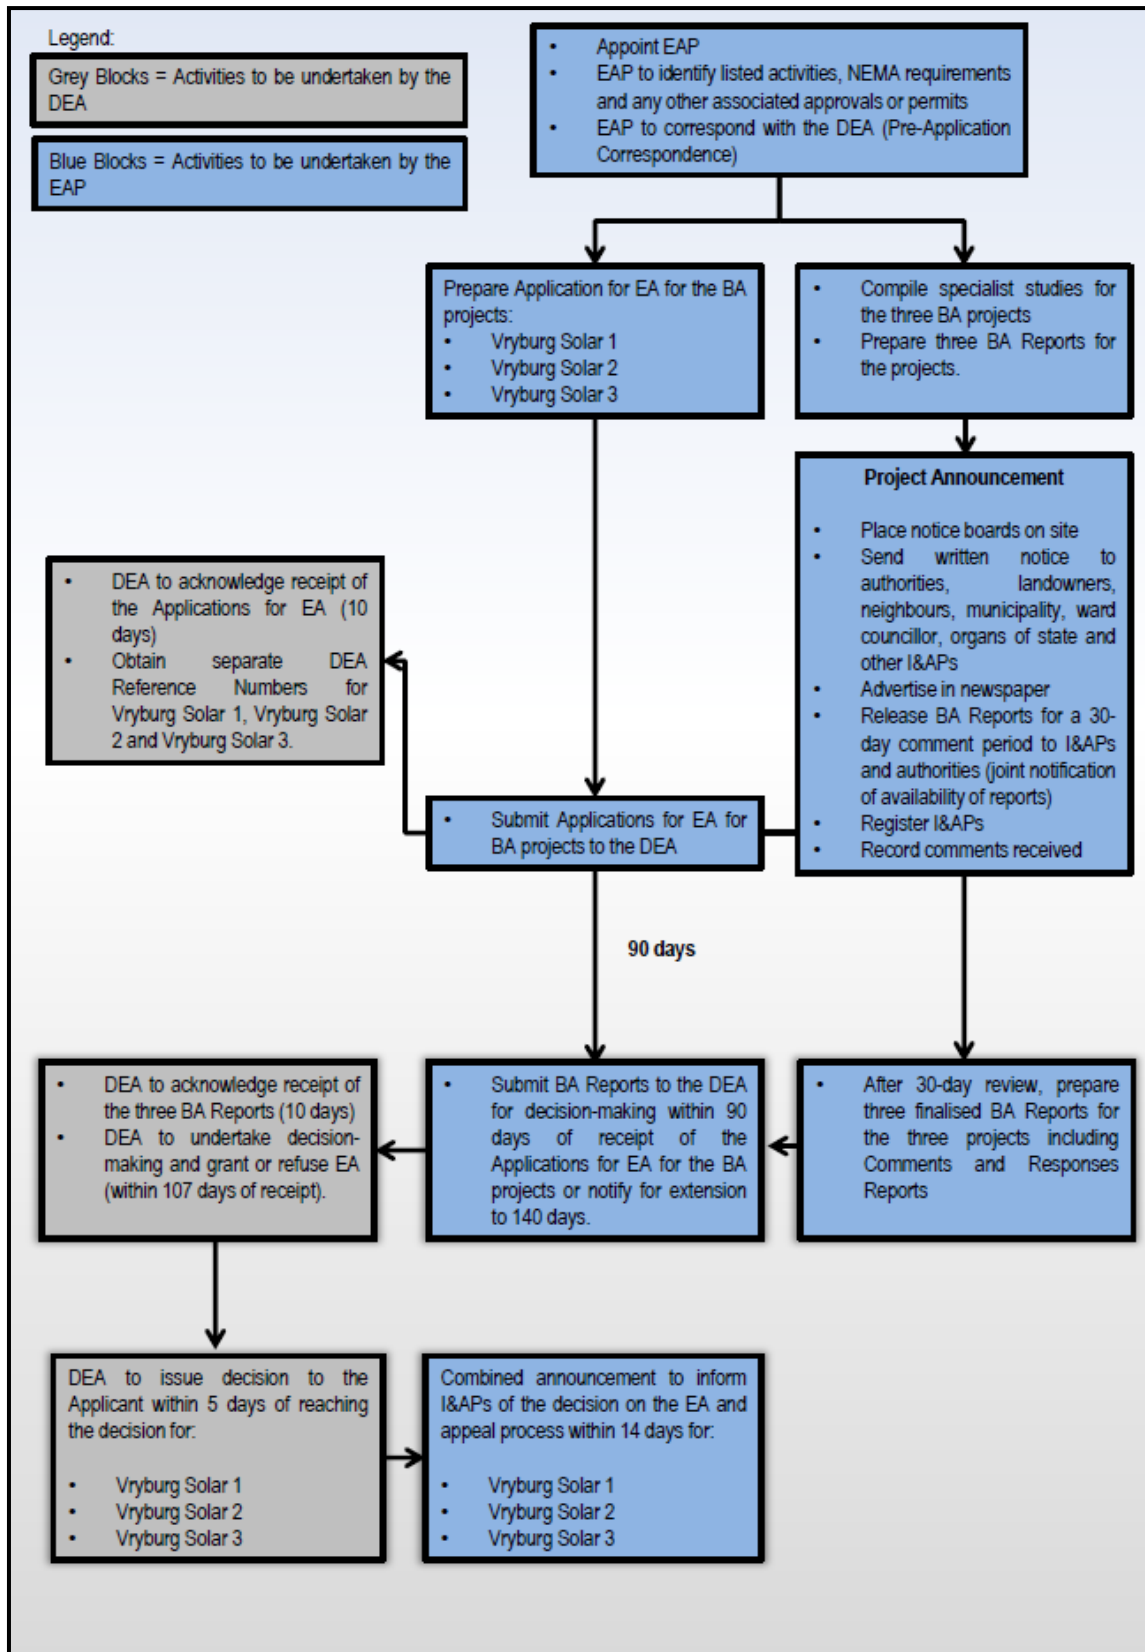 Legend:
Grey Blocks = Activities to be undertaken by the
DEA
Blue Blocks = Activities to be undertaken by the
EAP
• Appoint EAP
• EAP to identify listed activities, NEMA requirements
and any other associated approvals or permits
• EAP to correspond with the DEA (Pre-Application
Correspondence)
Prepare Application for EA for the BA
projects:
• Vryburg Solar 1
• Vryburg Solar 2
• Vryburg Solar 3
• Compile specialist studies for
the three BA projects
• Prepare three BA Reports for
the projects.
Project Announcement
• Place notice boards on site
• Send written notice to
authorities, landowners,
neighbours, municipality, ward
councillor, organs of state and
other I&APs
• Advertise in newspaper
• Release BA Reports for a 30-
day comment period to I&APs
and authorities (joint notification
of availability of reports)
• Register I&APs
• Record comments received
• DEA to acknowledge receipt of
the Applications for EA (10
days)
• Obtain separate DEA
Reference Numbers for
Vryburg Solar 1, Vryburg Solar
2 and Vryburg Solar 3.
• Submit Applications for EA for
BA projects to the DEA
90 days
• DEA to acknowledge receipt of
the three BA Reports (10 days)
• DEA to undertake decision-
making and grant or refuse EA
(within 107 days of receipt).
• Submit BA Reports to the DEA
for decision-making within 90
days of receipt of the
Applications for EA for the BA
projects or notify for extension
to 140 days.
• After 30-day review, prepare
three finalised BA Reports for
the three projects including
Comments and Responses
Reports
DEA to issue decision to the
Applicant within 5 days of reaching
the decision for:
• Vryburg Solar 1
• Vryburg Solar 2
• Vryburg Solar 3
Combined announcement to inform
I&APs of the decision on the EA and
appeal process within 14 days for:
• Vryburg Solar 1
• Vryburg Solar 2
• Vryburg Solar 3